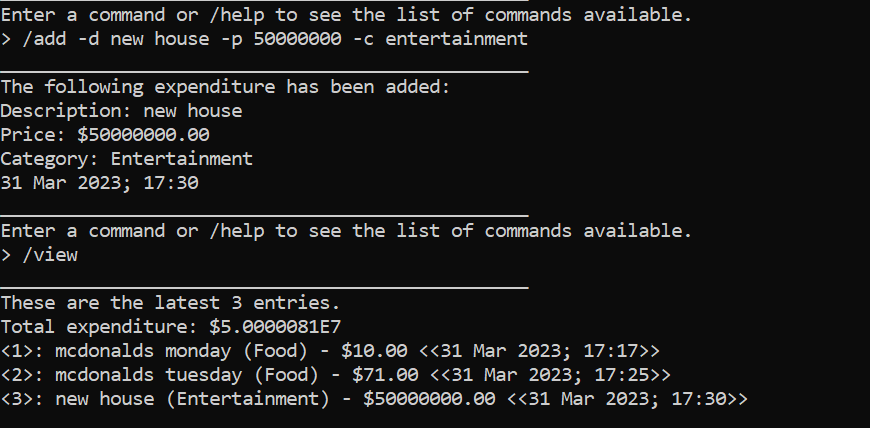 Enter a command or /help to see the list of commands available.
> /add -d new house -p 50000000 -c entertainment
The following expenditure has been added:
Description: new house
Price: $50000000.00
Category: Entertainment
31 Mar 2023; 17:30
Enter a command or /help to see the list of commands available.
> /view
These are the latest 3 entries.
Total expenditure: $5.0000081E7
<1>: mcdonalds monday (Food) - $10.00 <<31 Mar 2023; 17:17>>
<2>: mcdonalds tuesday (Food) - $71.00 <<31 Mar 2023; 17:25>>
<3>: new house (Entertainment) - $50000000.00 <<31 Mar 2023; 17:30>>